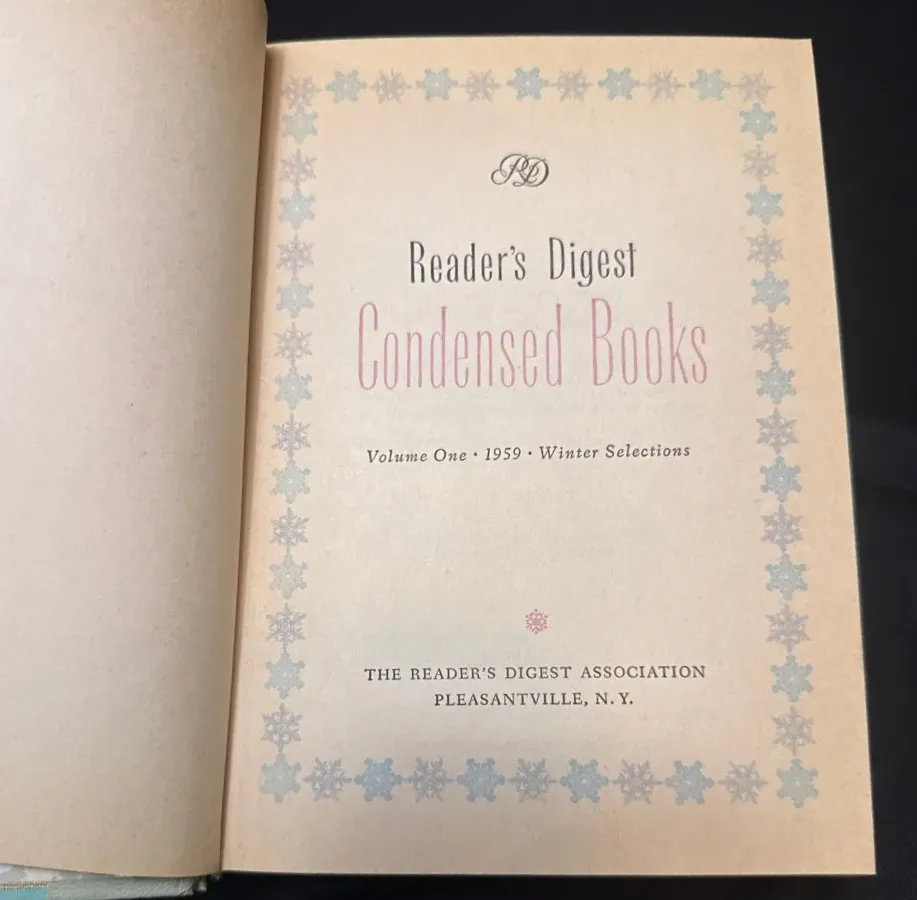 RD
Reader's Digest
Condensed Books
Volume One · 1959 · Winter Selections
THE READER'S DIGEST ASSOCIATION
PLEASANTVILLE, N. Y.